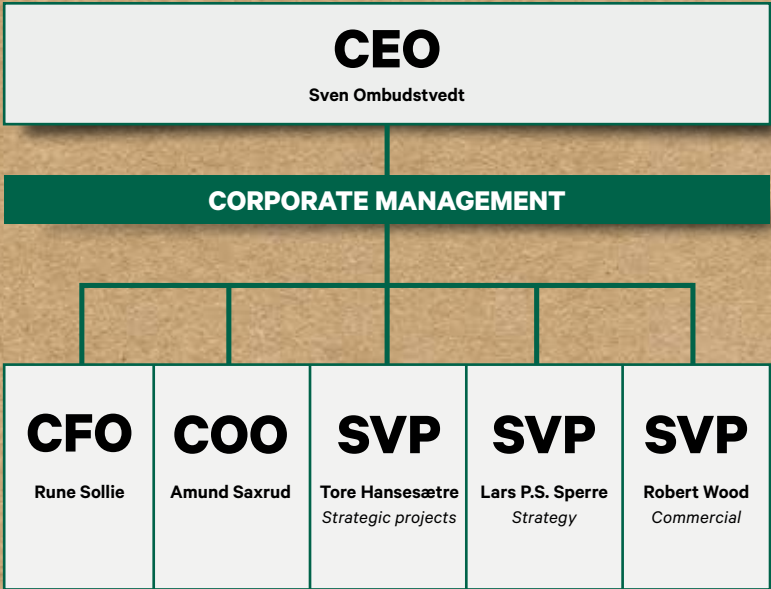 CEO
Sven Ombudstvedt
CORPORATE MANAGEMENT
CFO
Rune Sollie
COO
Amund Saxrud
SVP
Tore Hansesætre
Strategic projects
SVP
Lars P.S. Sperre
Strategy
SVP
Robert Wood
Commercial